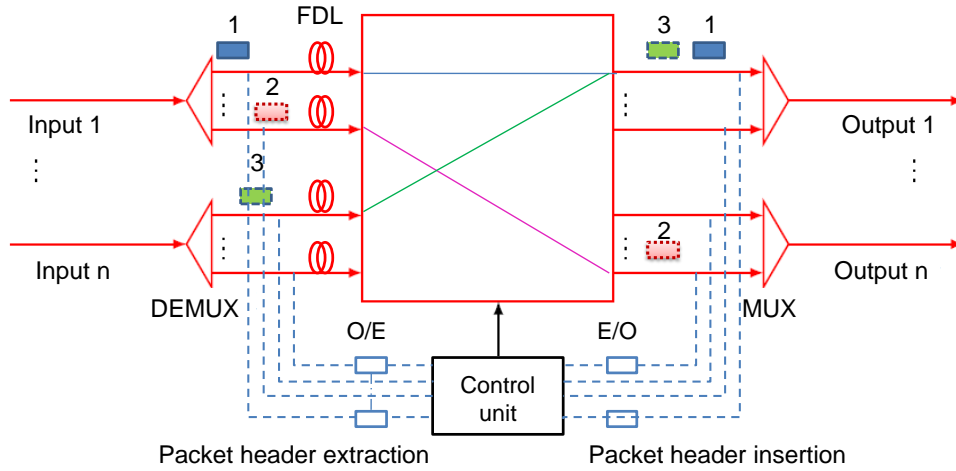 1
FDL
3
1
2
Input 1
Output 1
⋮
3
2
Input n
Output n
DEMUX
MUX
O/E
E/O
Control
unit
Packet header extraction
Packet header insertion